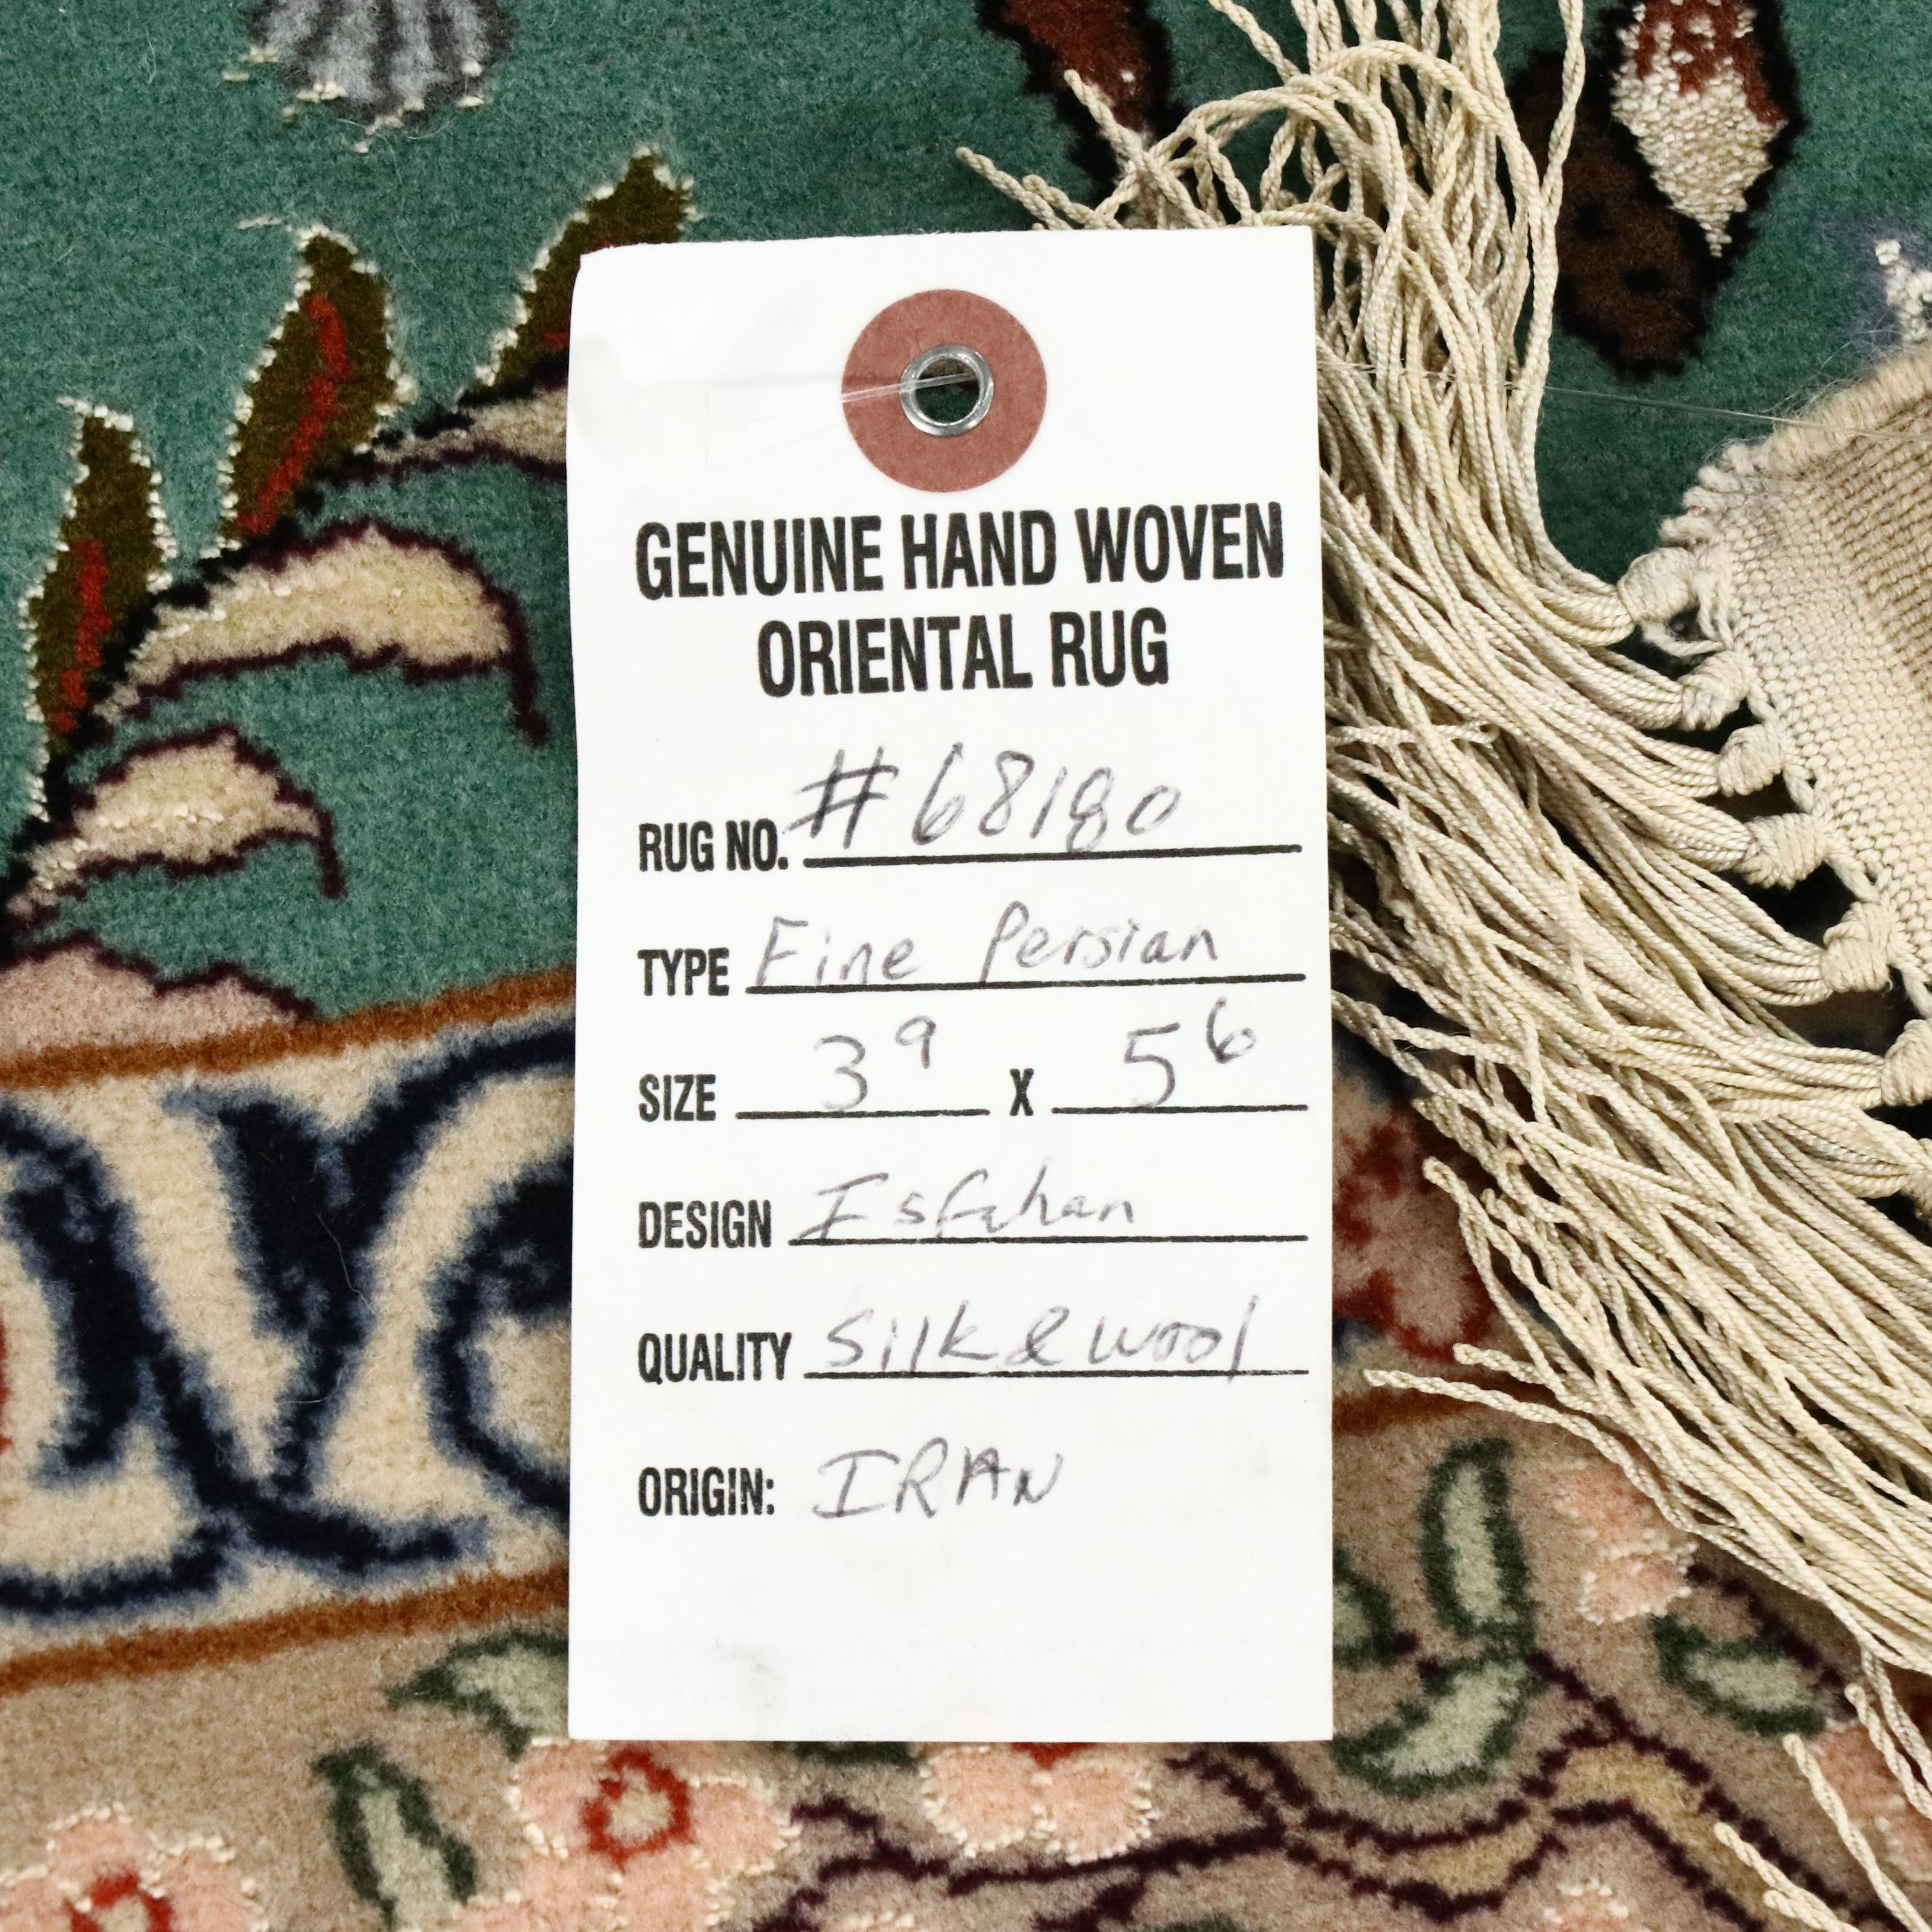 GENUINE HAND WOVEN
ORIENTAL RUG
RUG NO. #68180
TYPE Fine Persian
SIZE 3⁹ X 5⁶
DESIGN Isfahan
QUALITY Silk & wool
ORIGIN: IRAN